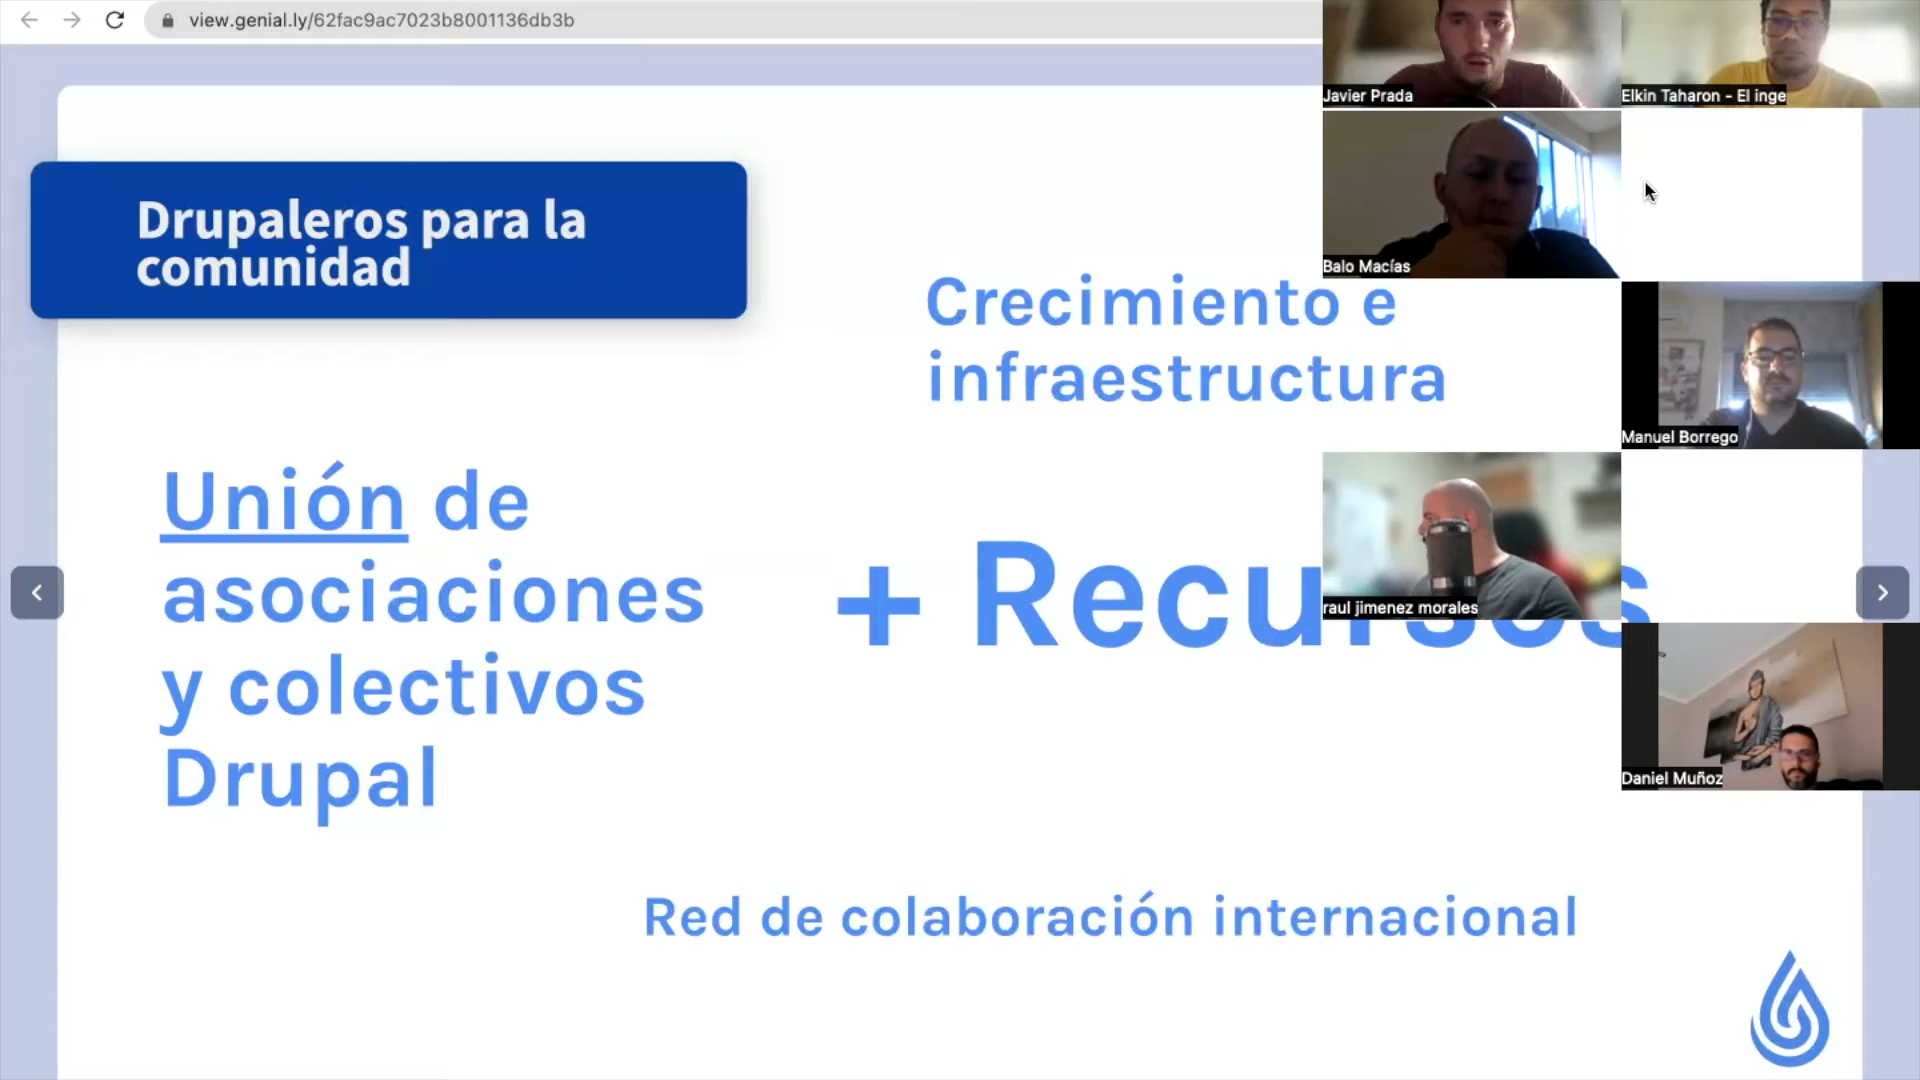 view.genial.ly/62fac9ac7023b8001136db3b
Javier Prada
Elkin Taharon - El inge
Drupaleros para la
comunidad
Balo Macías
Crecimiento e
infraestructura
Manuel Borrego
Unión de
asociaciones
y colectivos
Drupal
+ Recursos
raul jimenez morales
Daniel Muñoz
Red de colaboración internacional